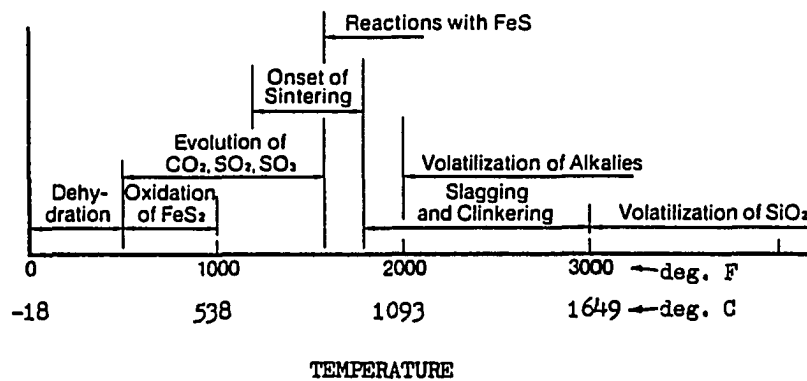 Reactions with FeS
Onset of
Sintering
Evolution of
CO₂, SO₂, SO₃
Volatilization of Alkalies
Dehy-
dration
Oxidation
of FeS₂
Slagging
and Clinkering
Volatilization of SiO₂
0 1000 2000 3000 deg. F
-18 538 1093 1649 deg. C
TEMPERATURE